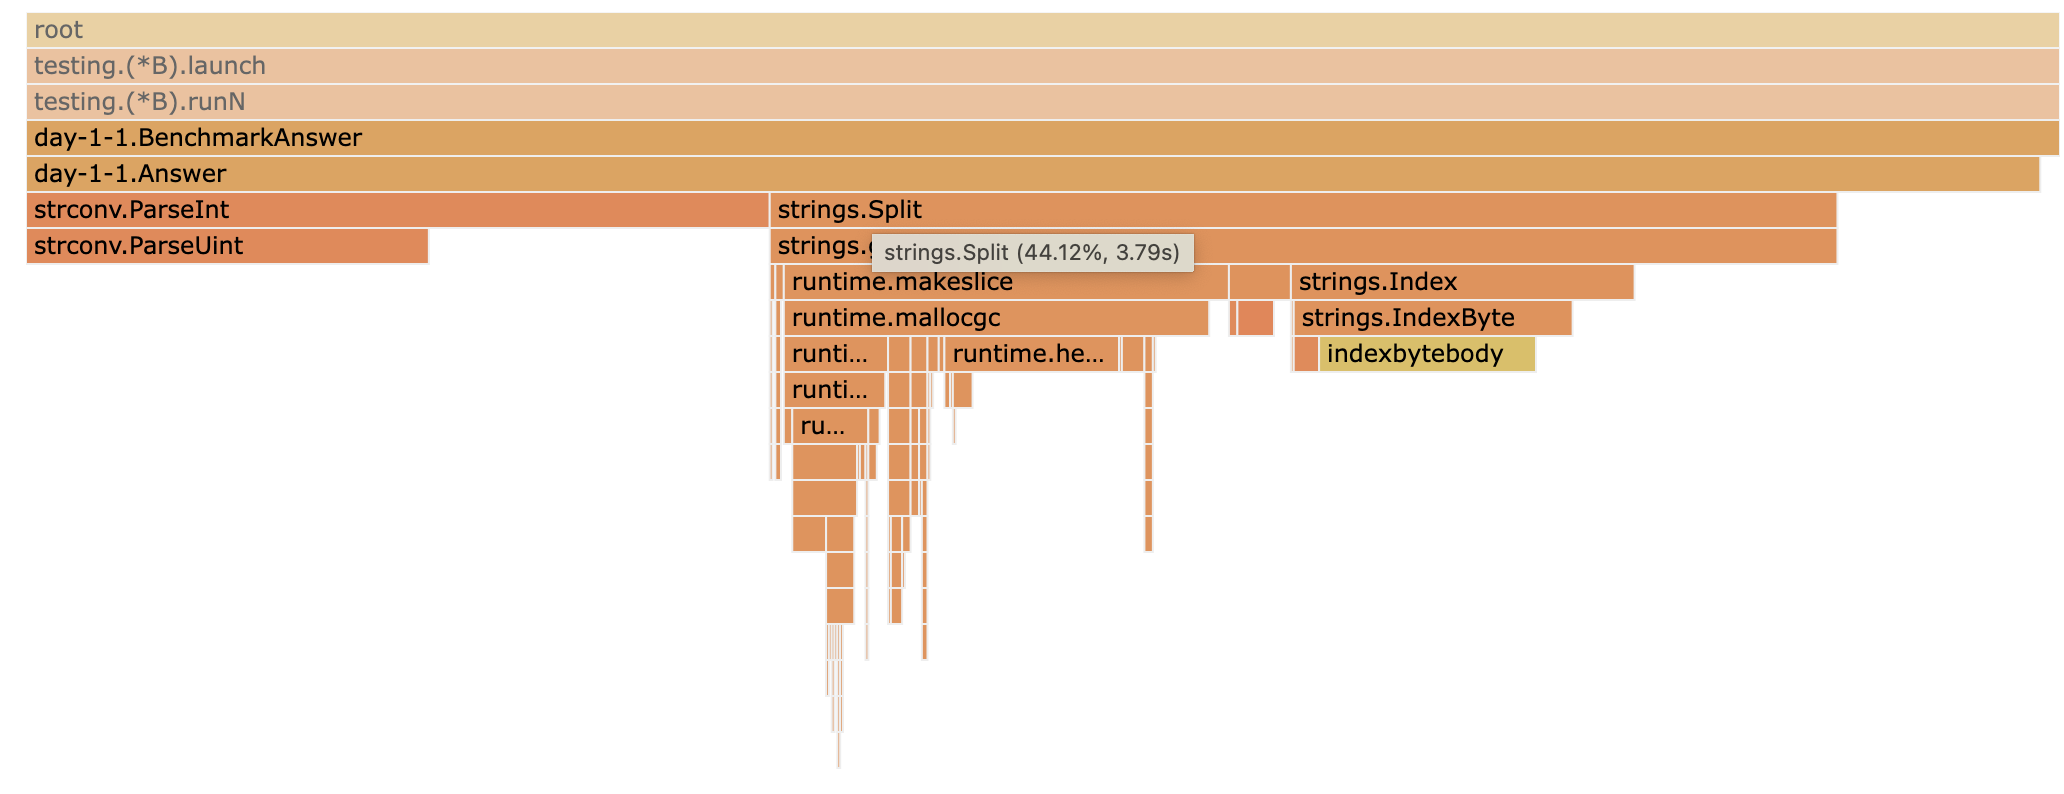 root
testing.(*B).launch
testing.(*B).runN
day-1-1.BenchmarkAnswer
day-1-1.Answer
strconv.ParseInt strings.Split
strconv.ParseUint strings.g
strings.Split (44.12%, 3.79s)
runtime.makeslice strings.Index
runtime.mallocgc strings.IndexByte
runti... runtime.he... indexbytebody
runti...
ru...